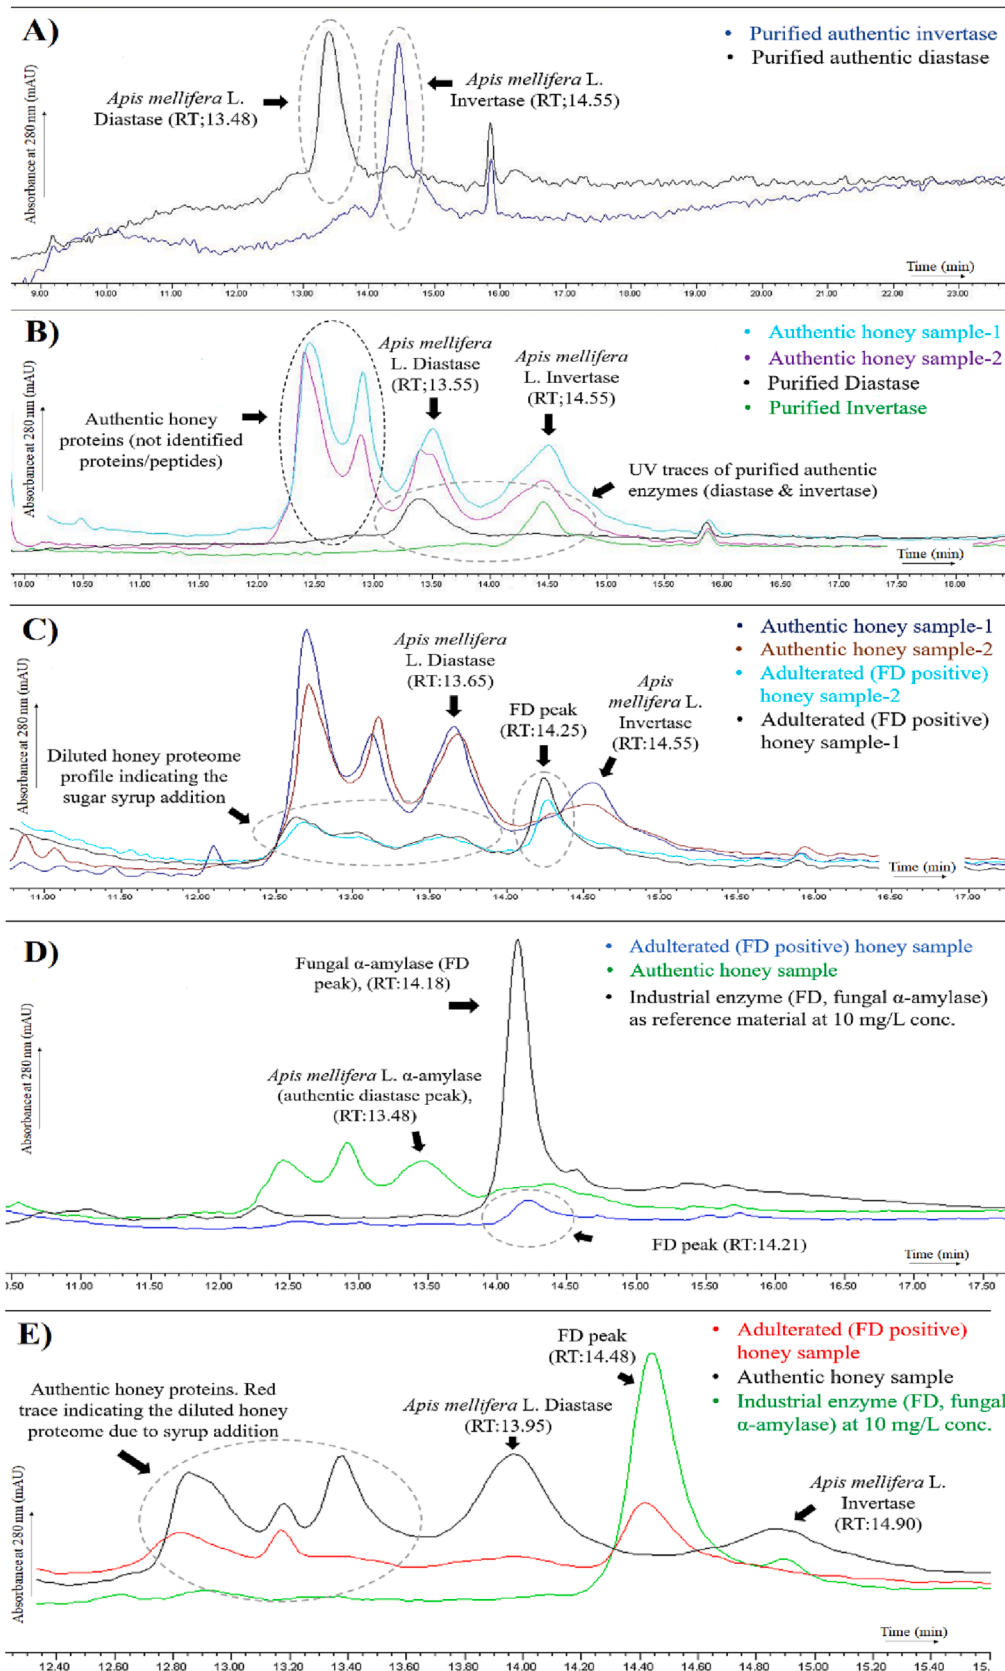 A)
• Purified authentic invertase
• Purified authentic diastase
Apis mellifera L.
Diastase (RT;13.48)
Apis mellifera L.
Invertase (RT;14.55)
Absorbance at 280 nm (mAU)
Time (min)
9.00 10.00 11.00 12.00 13.00 14.00 15.00 16.00 17.00 18.00 19.00 20.00 21.00 22.00 23.00
B)
• Authentic honey sample-1
• Authentic honey sample-2
• Purified Diastase
• Purified Invertase
Apis mellifera
L. Diastase
(RT;13.55)
Apis mellifera
L. Invertase
(RT;14.55)
Authentic honey
proteins (not identified
proteins/peptides)
UV traces of purified authentic
enzymes (diastase & invertase)
Absorbance at 280 nm (mAU)
Time (min)
10.00 10.50 11.00 11.50 12.00 12.50 13.00 13.50 14.00 14.50 15.00 15.50 16.00 16.50 17.00 17.50 18.00
C)
• Authentic honey sample-1
• Authentic honey sample-2
• Adulterated (FD positive)
honey sample-2
• Adulterated (FD positive)
honey sample-1
Apis mellifera
L. Diastase
(RT:13.65)
FD peak
(RT:14.25)
Apis
mellifera L.
Invertase
(RT:14.55)
Diluted honey proteome
profile indicating the
sugar syrup addition
Absorbance at 280 nm (mAU)
Time (min)
11.00 11.50 12.00 12.50 13.00 13.50 14.00 14.50 15.00 15.50 16.00 16.50 17.00
D)
• Adulterated (FD positive) honey sample
• Authentic honey sample
• Industrial enzyme (FD, fungal α-amylase)
as reference material at 10 mg/L conc.
Fungal α-amylase (FD
peak), (RT:14.18)
Apis mellifera L. α-amylase
(authentic diastase peak),
(RT:13.48)
FD peak (RT:14.21)
Absorbance at 280 nm (mAU)
Time (min)
0.50 11.00 11.50 12.00 12.50 13.00 13.50 14.00 14.50 15.00 15.50 16.00 16.50 17.00 17.50
E)
• Adulterated (FD positive)
honey sample
• Authentic honey sample
• Industrial enzyme (FD, fungal
α-amylase) at 10 mg/L conc.
FD peak
(RT:14.48)
Authentic honey proteins. Red
trace indicating the diluted honey
proteome due to syrup addition
Apis mellifera L. Diastase
(RT:13.95)
Apis mellifera L.
Invertase
(RT:14.90)
Absorbance at 280 nm (mAU)
Time (min)
12.40 12.60 12.80 13.00 13.20 13.40 13.60 13.80 14.00 14.20 14.40 14.60 14.80 15.00 15.20 15.40 15.6